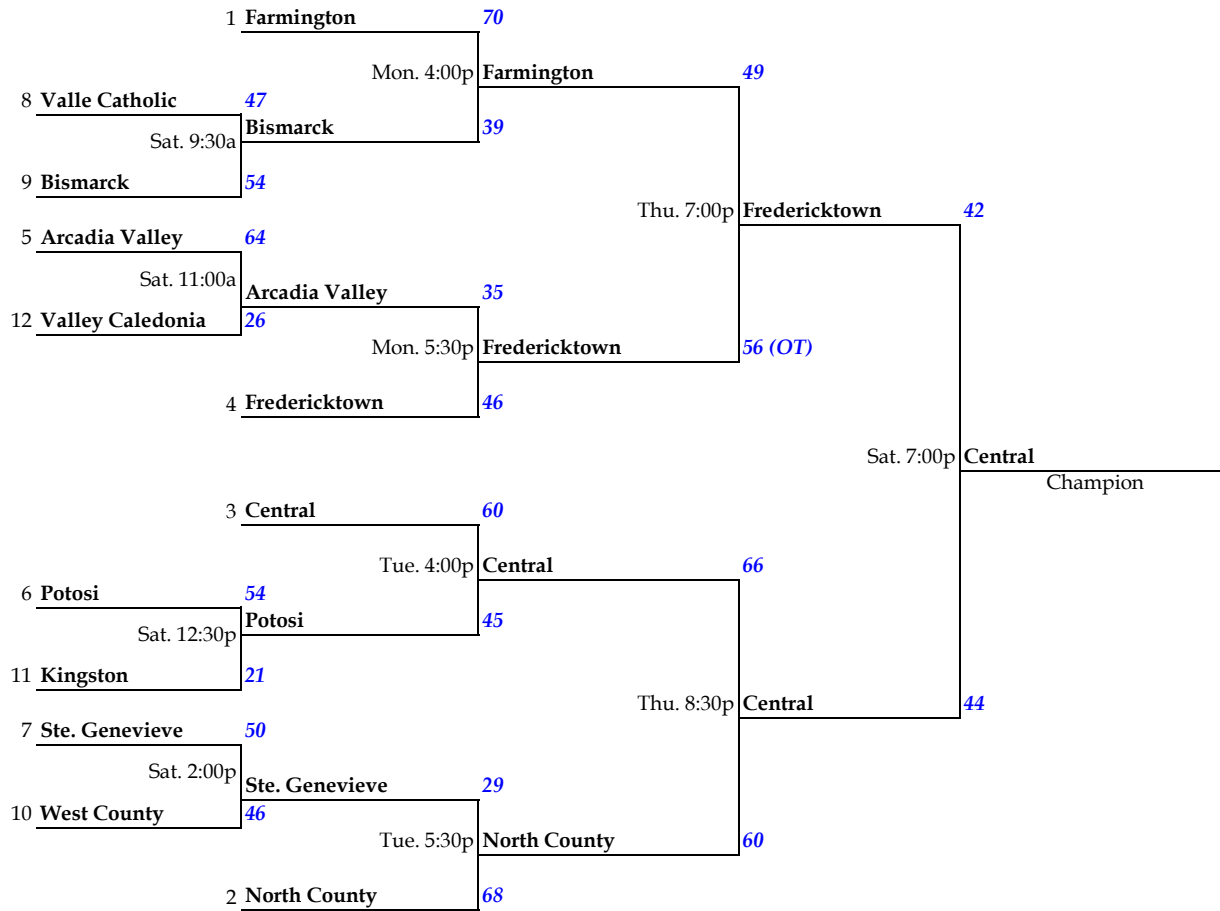 1 Farmington 70
Mon. 4:00p Farmington 49
8 Valle Catholic 47
Bismarck 39
Sat. 9:30a
9 Bismarck 54
Thu. 7:00p Fredericktown 42
5 Arcadia Valley 64
Sat. 11:00a
Arcadia Valley 35
12 Valley Caledonia 26
Mon. 5:30p Fredericktown 56 (OT)
4 Fredericktown 46
Sat. 7:00p Central
Champion
3 Central 60
Tue. 4:00p Central 66
6 Potosi 54
Potosi 45
Sat. 12:30p
11 Kingston 21
Thu. 8:30p Central 44
7 Ste. Genevieve 50
Sat. 2:00p
Ste. Genevieve 29
10 West County 46
Tue. 5:30p North County 60
2 North County 68